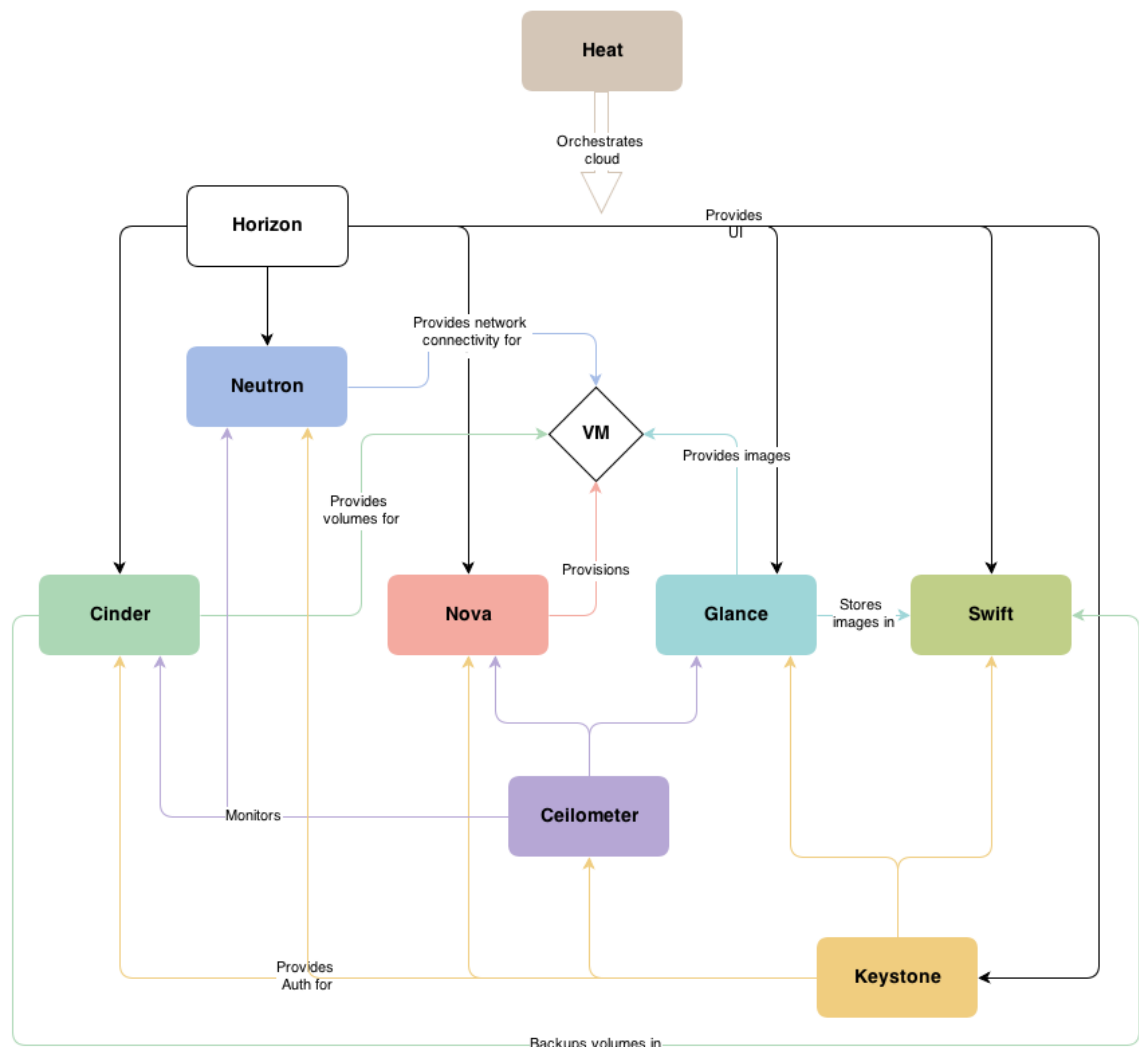 Heat
Orchestrates
cloud
Horizon
Provides
UI
Provides network
connectivity for
Neutron
VM
Provides images
Provides
volumes for
Provisions
Cinder
Nova
Glance
Stores
images in
Swift
Monitors
Ceilometer
Provides
Auth for
Keystone
Backups volumes in